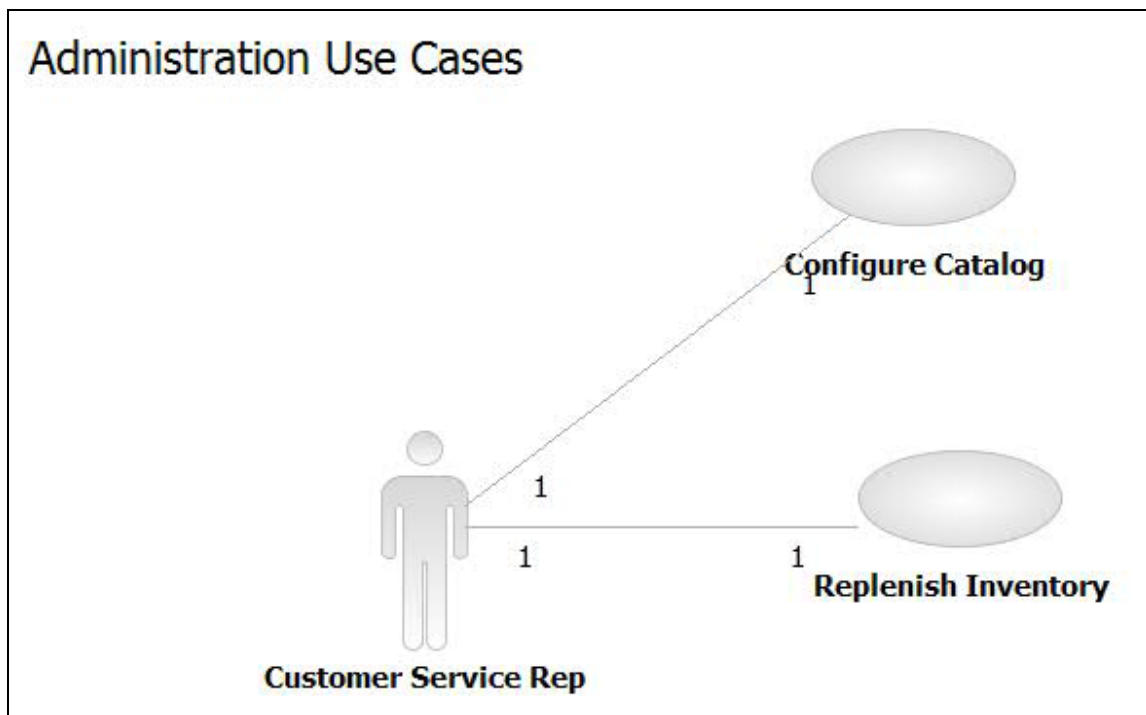 Administration Use Cases
Configure Catalog
1
1
1
1
Replenish Inventory
Customer Service Rep